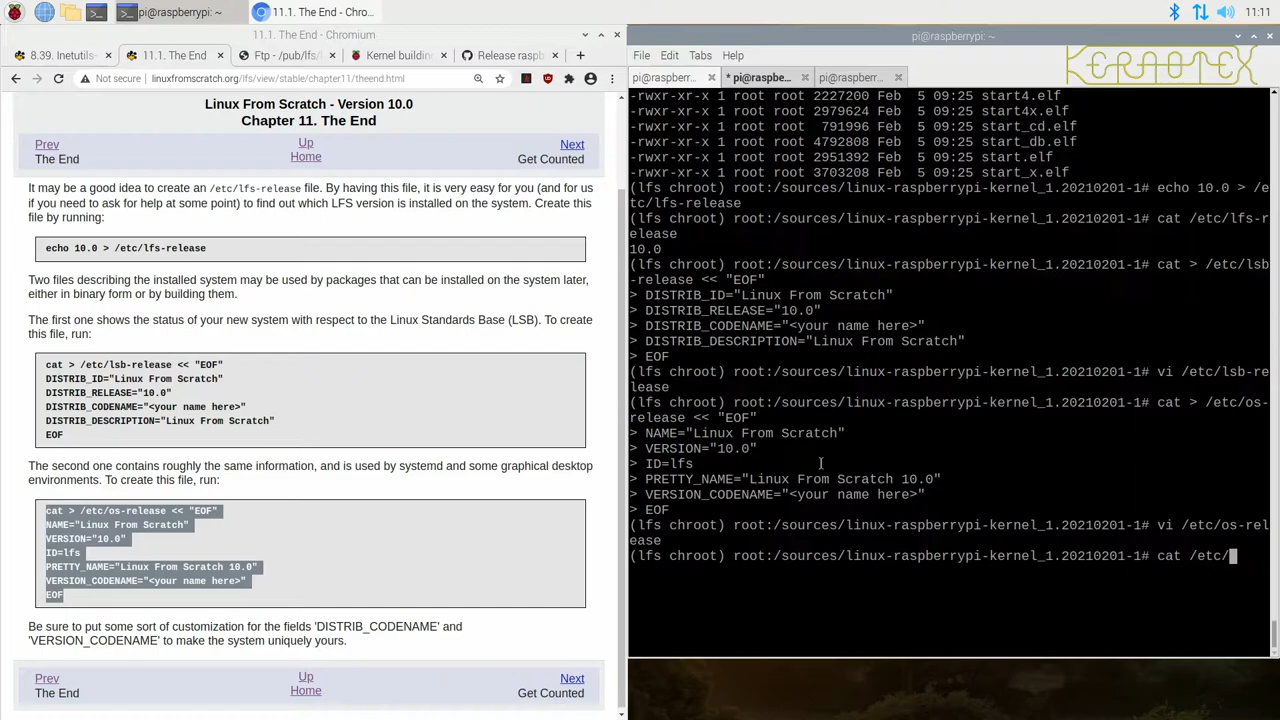 pi@raspberrypi: ~
11.1. The End - Chro...
11:11
11.1. The End - Chromium
8.39. Inetutils-
11.1. The End
Ftp - /pub/lfs/l
Kernel building
Release raspb
Not secure | linuxfromscratch.org/lfs/view/stable/chapter11/theend.html
Linux From Scratch - Version 10.0
Chapter 11. The End
Prev
Up
Next
The End
Home
Get Counted
It may be a good idea to create an /etc/lfs-release file. By having this file, it is very easy for you (and for us
if you need to ask for help at some point) to find out which LFS version is installed on the system. Create this
file by running:
echo 10.0 > /etc/lfs-release
Two files describing the installed system may be used by packages that can be installed on the system later,
either in binary form or by building them.
The first one shows the status of your new system with respect to the Linux Standards Base (LSB). To create
this file, run:
cat > /etc/lsb-release << "EOF"
DISTRIB_ID="Linux From Scratch"
DISTRIB_RELEASE="10.0"
DISTRIB_CODENAME="<your name here>"
DISTRIB_DESCRIPTION="Linux From Scratch"
EOF
The second one contains roughly the same information, and is used by systemd and some graphical desktop
environments. To create this file, run:
cat > /etc/os-release << "EOF"
NAME="Linux From Scratch"
VERSION="10.0"
ID=lfs
PRETTY_NAME="Linux From Scratch 10.0"
VERSION_CODENAME="<your name here>"
EOF
Be sure to put some sort of customization for the fields 'DISTRIB_CODENAME' and
'VERSION_CODENAME' to make the system uniquely yours.
Prev
Up
Next
The End
Home
Get Counted
pi@raspberrypi: ~
File Edit Tabs Help
pi@raspberr...
* pi@raspbe...
pi@raspberr...
-rwxr-xr-x 1 root root 2227200 Feb  5 09:25 start4.elf
-rwxr-xr-x 1 root root 2979624 Feb  5 09:25 start4x.elf
-rwxr-xr-x 1 root root  791996 Feb  5 09:25 start_cd.elf
-rwxr-xr-x 1 root root 4792808 Feb  5 09:25 start_db.elf
-rwxr-xr-x 1 root root 2951392 Feb  5 09:25 start.elf
-rwxr-xr-x 1 root root 3703208 Feb  5 09:25 start_x.elf
(lfs chroot) root:/sources/linux-raspberrypi-kernel_1.20210201-1# echo 10.0 > /e
tc/lfs-release
(lfs chroot) root:/sources/linux-raspberrypi-kernel_1.20210201-1# cat /etc/lfs-r
elease
10.0
(lfs chroot) root:/sources/linux-raspberrypi-kernel_1.20210201-1# cat > /etc/lsb
-release << "EOF"
> DISTRIB_ID="Linux From Scratch"
> DISTRIB_RELEASE="10.0"
> DISTRIB_CODENAME="<your name here>"
> DISTRIB_DESCRIPTION="Linux From Scratch"
> EOF
(lfs chroot) root:/sources/linux-raspberrypi-kernel_1.20210201-1# vi /etc/lsb-re
lease
(lfs chroot) root:/sources/linux-raspberrypi-kernel_1.20210201-1# cat > /etc/os-
release << "EOF"
> NAME="Linux From Scratch"
> VERSION="10.0"
> ID=lfs
> PRETTY_NAME="Linux From Scratch 10.0"
> VERSION_CODENAME="<your name here>"
> EOF
(lfs chroot) root:/sources/linux-raspberrypi-kernel_1.20210201-1# vi /etc/os-rel
ease
(lfs chroot) root:/sources/linux-raspberrypi-kernel_1.20210201-1# cat /etc/